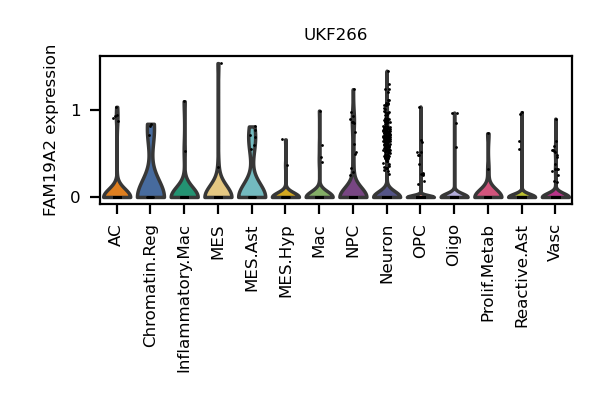 UKF266
FAM19A2 expression
1
0
AC
Chromatin.Reg
Inflammatory.Mac
MES
MES.Ast
MES.Hyp
Mac
NPC
Neuron
OPC
Oligo
Prolif.Metab
Reactive.Ast
Vasc